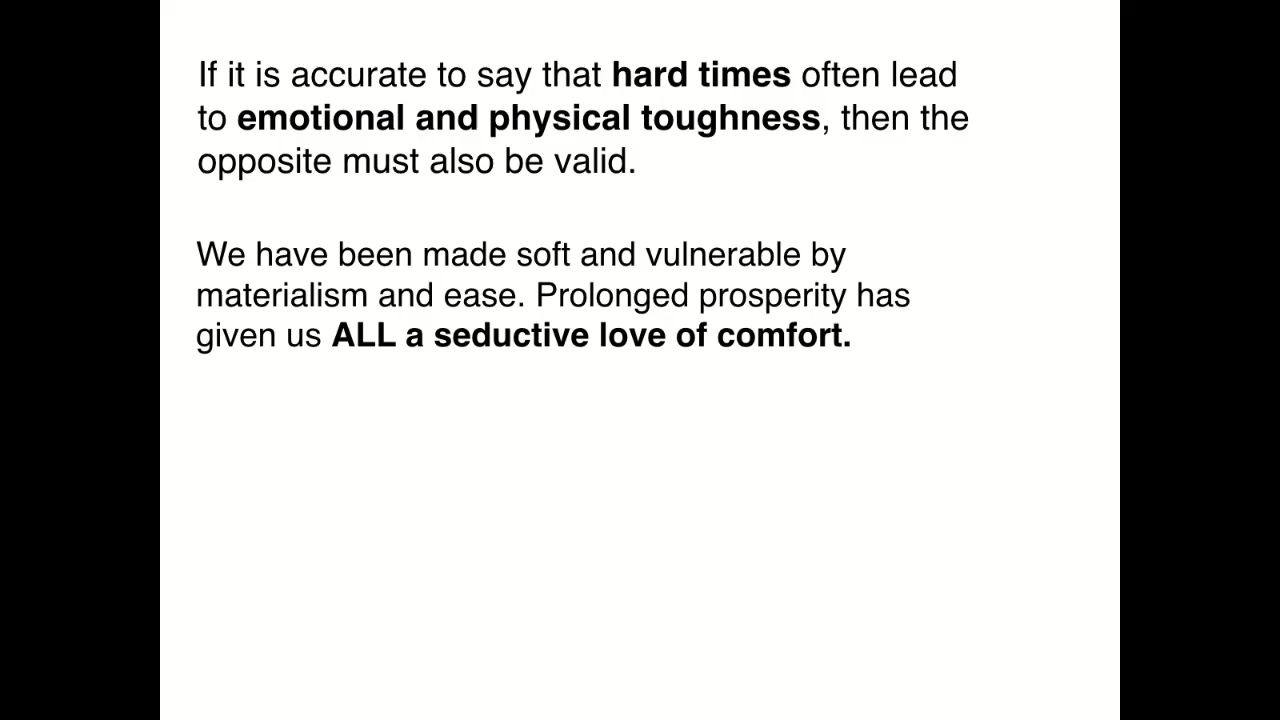 If it is accurate to say that hard times often lead
to emotional and physical toughness, then the
opposite must also be valid.
We have been made soft and vulnerable by
materialism and ease. Prolonged prosperity has
given us ALL a seductive love of comfort.